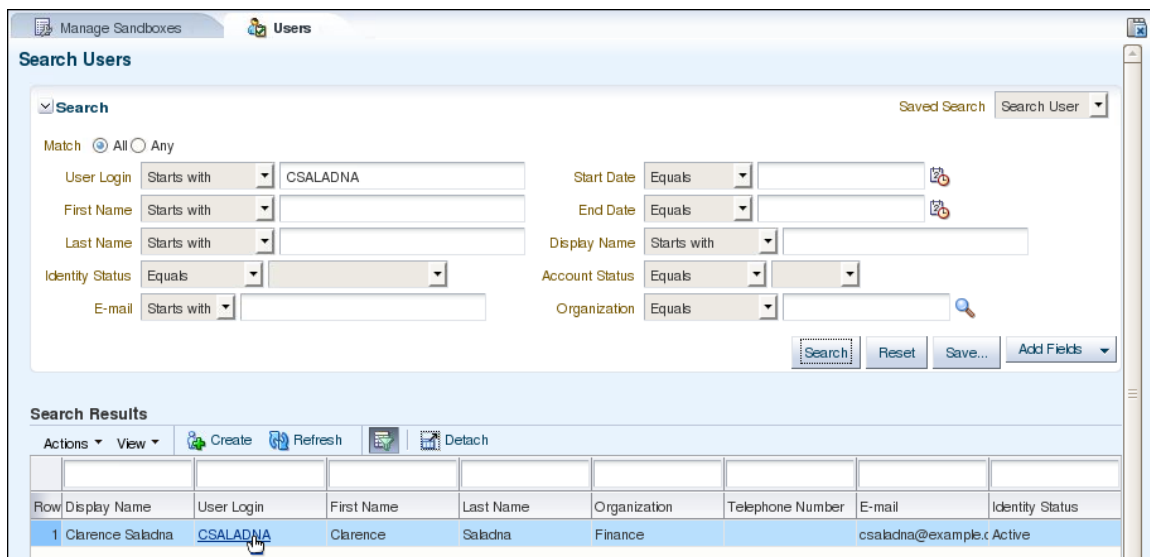 Manage Sandboxes Users
Search Users
Search Saved Search Search User
Match All Any
User Login Starts with CSALADNA Start Date Equals
First Name Starts with End Date Equals
Last Name Starts with Display Name Starts with
Identity Status Equals Account Status Equals
E-mail Starts with Organization Equals
Search Reset Save... Add Fields
Search Results
Actions View Create Refresh Detach
Row Display Name User Login First Name Last Name Organization Telephone Number E-mail Identity Status
1 Clarence Saladna CSALADNA Clarence Saladna Finance csaladna@example.c Active